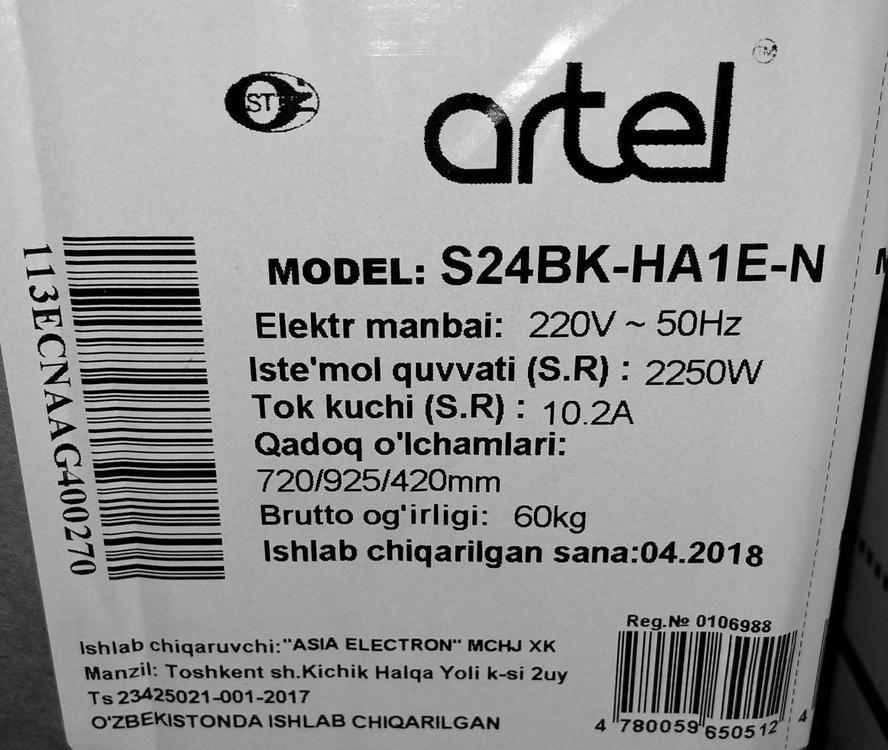 ST
artel
TM
MODEL: S24BK-HA1E-N
Elektr manbai: 220V ~ 50Hz
Iste'mol quvvati (S.R) : 2250W
Tok kuchi (S.R) : 10.2A
Qadoq o'lchamlari:
720/925/420mm
Brutto og'irligi: 60kg
Ishlab chiqarilgan sana:04.2018
113ECNAAG400270
Ishlab chiqaruvchi:"ASIA ELECTRON" MCHJ XK
Manzil: Toshkent sh.Kichik Halqa Yoli k-si 2uy
Ts 23425021-001-2017
O'ZBEKISTONDA ISHLAB CHIQARILGAN
Reg.№ 0106988
4 780059 650512
4